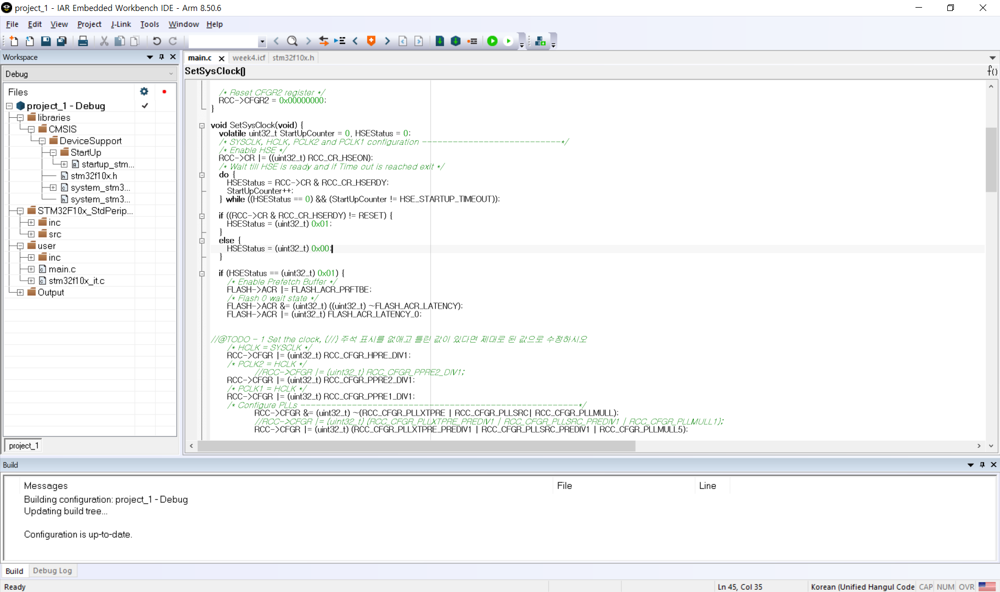 project_1 - IAR Embedded Workbench IDE - Arm 8.50.6
File Edit View Project J-Link Tools Window Help
Workspace
main.c week4.icf stm32f10x.h
Debug
SetSysClock()
f()
Files
project_1 - Debug
libraries
CMSIS
DeviceSupport
StartUp
startup_stm...
stm32f10x.h
system_stm3...
system_stm3...
STM32F10x_StdPerip...
inc
src
user
inc
main.c
stm32f10x_it.c
Output
project_1
/* Reset CFGR2 register */
RCC->CFGR2 = 0x00000000;
}
void SetSysClock(void) {
volatile uint32_t StartUpCounter = 0, HSEStatus = 0;
/* SYSCLK, HCLK, PCLK2 and PCLK1 configuration ---------------------------*/
/* Enable HSE */
RCC->CR |= ((uint32_t) RCC_CR_HSEON);
/* Wait till HSE is ready and if Time out is reached exit */
do {
HSEStatus = RCC->CR & RCC_CR_HSERDY;
StartUpCounter++;
} while ((HSEStatus == 0) && (StartUpCounter != HSE_STARTUP_TIMEOUT));
if ((RCC->CR & RCC_CR_HSERDY) != RESET) {
HSEStatus = (uint32_t) 0x01;
}
else {
HSEStatus = (uint32_t) 0x00;
}
if (HSEStatus == (uint32_t) 0x01) {
/* Enable Prefetch Buffer */
FLASH->ACR |= FLASH_ACR_PRFTBE;
/* Flash 0 wait state */
FLASH->ACR &= (uint32_t) ((uint32_t) ~FLASH_ACR_LATENCY);
FLASH->ACR |= (uint32_t) FLASH_ACR_LATENCY_0;
//@TODO - 1 Set the clock, (//) 주석 표시를 없애고 틀린 값이 있다면 제대로 된 값으로 수정하시오
/* HCLK = SYSCLK */
RCC->CFGR |= (uint32_t) RCC_CFGR_HPRE_DIV1;
/* PCLK2 = HCLK */
//RCC->CFGR |= (uint32_t) RCC_CFGR_PPRE2_DIV1;
RCC->CFGR |= (uint32_t) RCC_CFGR_PPRE2_DIV1;
/* PCLK1 = HCLK */
RCC->CFGR |= (uint32_t) RCC_CFGR_PPRE1_DIV1;
/* Configure PLLs ------------------------------------------------------*/
RCC->CFGR &= (uint32_t) ~(RCC_CFGR_PLLXTPRE | RCC_CFGR_PLLSRC| RCC_CFGR_PLLMULL);
//RCC->CFGR |= (uint32_t) (RCC_CFGR_PLLXTPRE_PREDIV1 | RCC_CFGR_PLLSRC_PREDIV1 | RCC_CFGR_PLLMULL1);
RCC->CFGR |= (uint32_t) (RCC_CFGR_PLLXTPRE_PREDIV1 | RCC_CFGR_PLLSRC_PREDIV1 | RCC_CFGR_PLLMULL5);
Build
Messages File Line
Building configuration: project_1 - Debug
Updating build tree...
Configuration is up-to-date.
Build Debug Log
Ready Ln 45, Col 35 Korean (Unified Hangul Code CAP NUM OVR